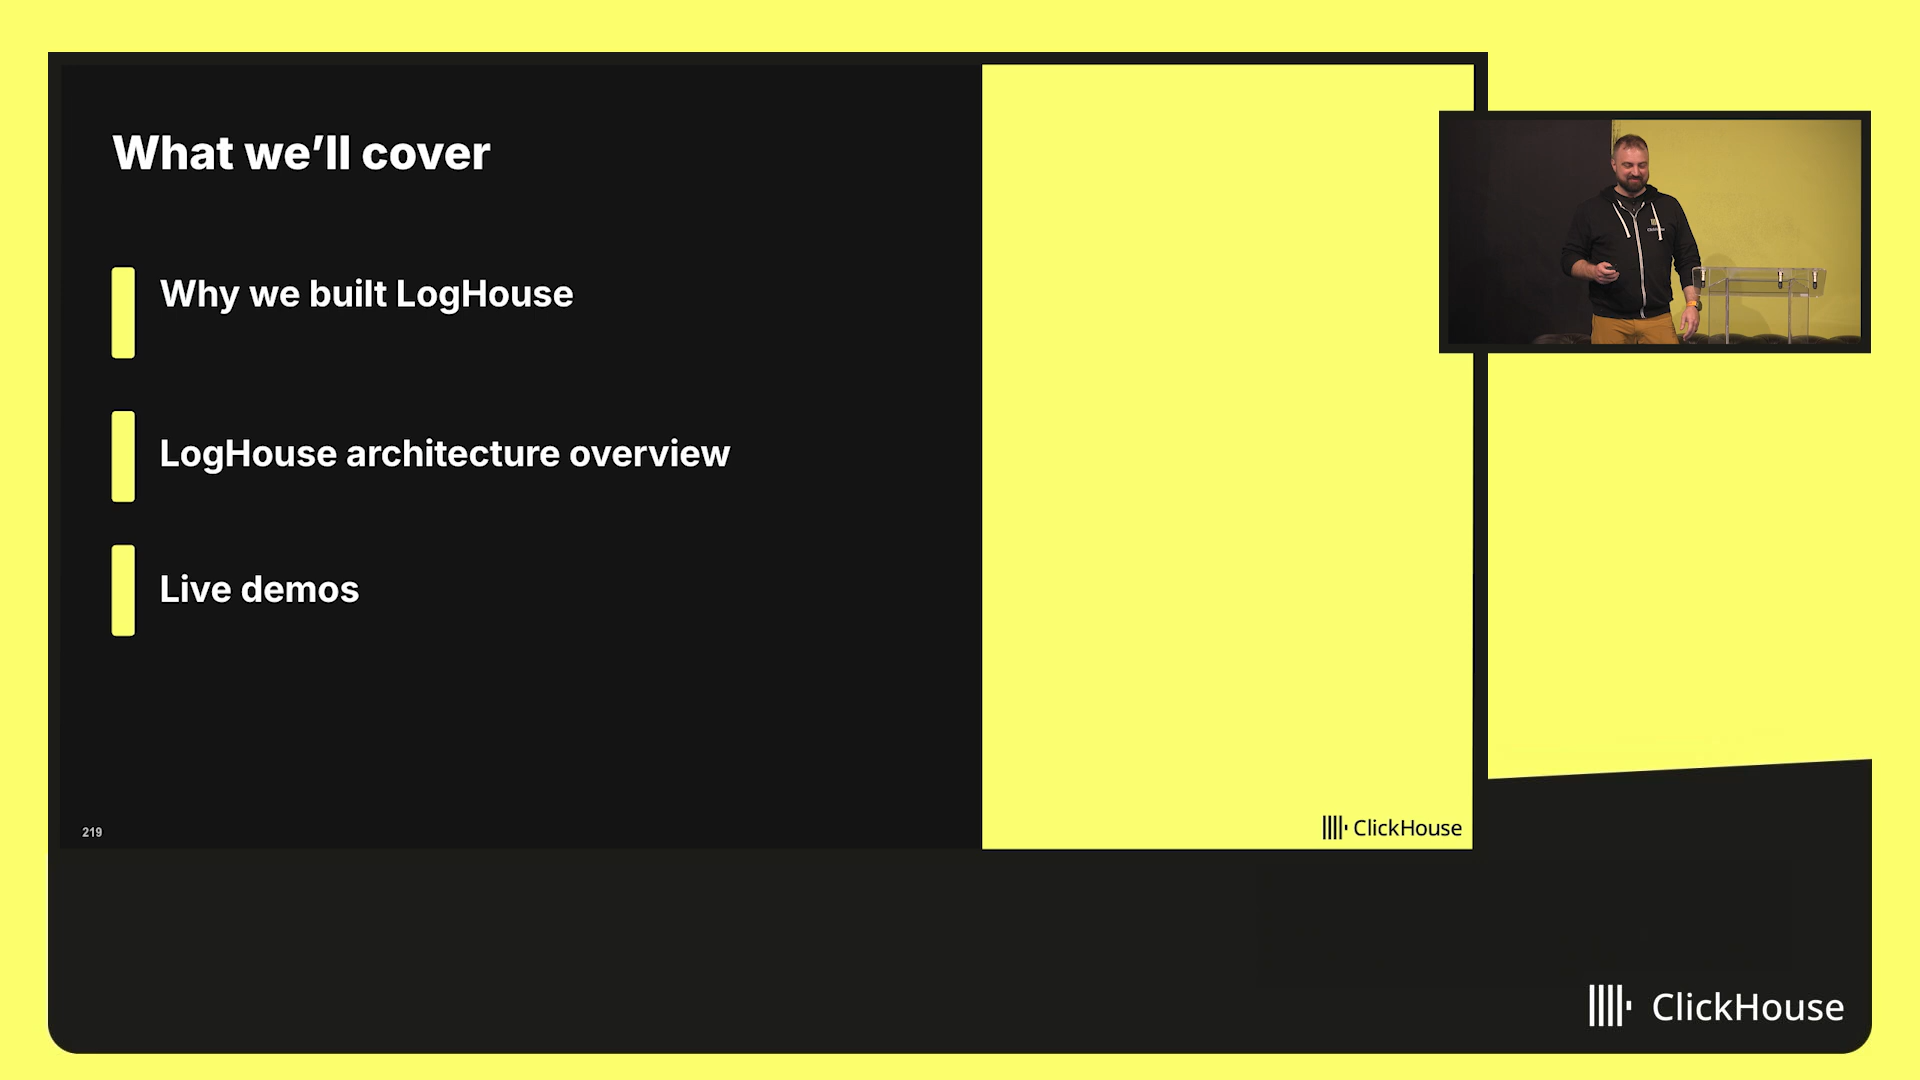 What we’ll cover
Why we built LogHouse
LogHouse architecture overview
Live demos
219
ClickHouse
ClickHouse